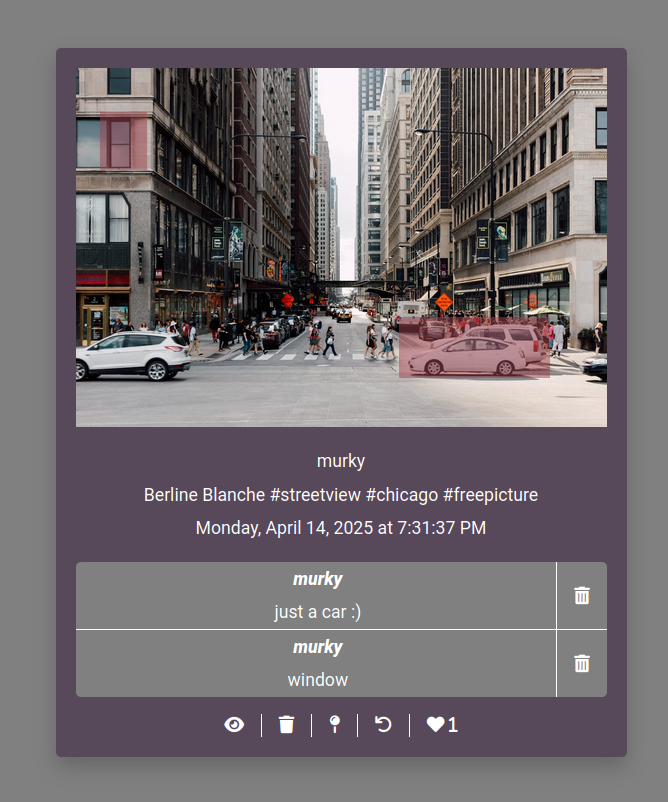 murky
Berline Blanche #streetview #chicago #freepicture
Monday, April 14, 2025 at 7:31:37 PM
murky
just a car :)
murky
window
1